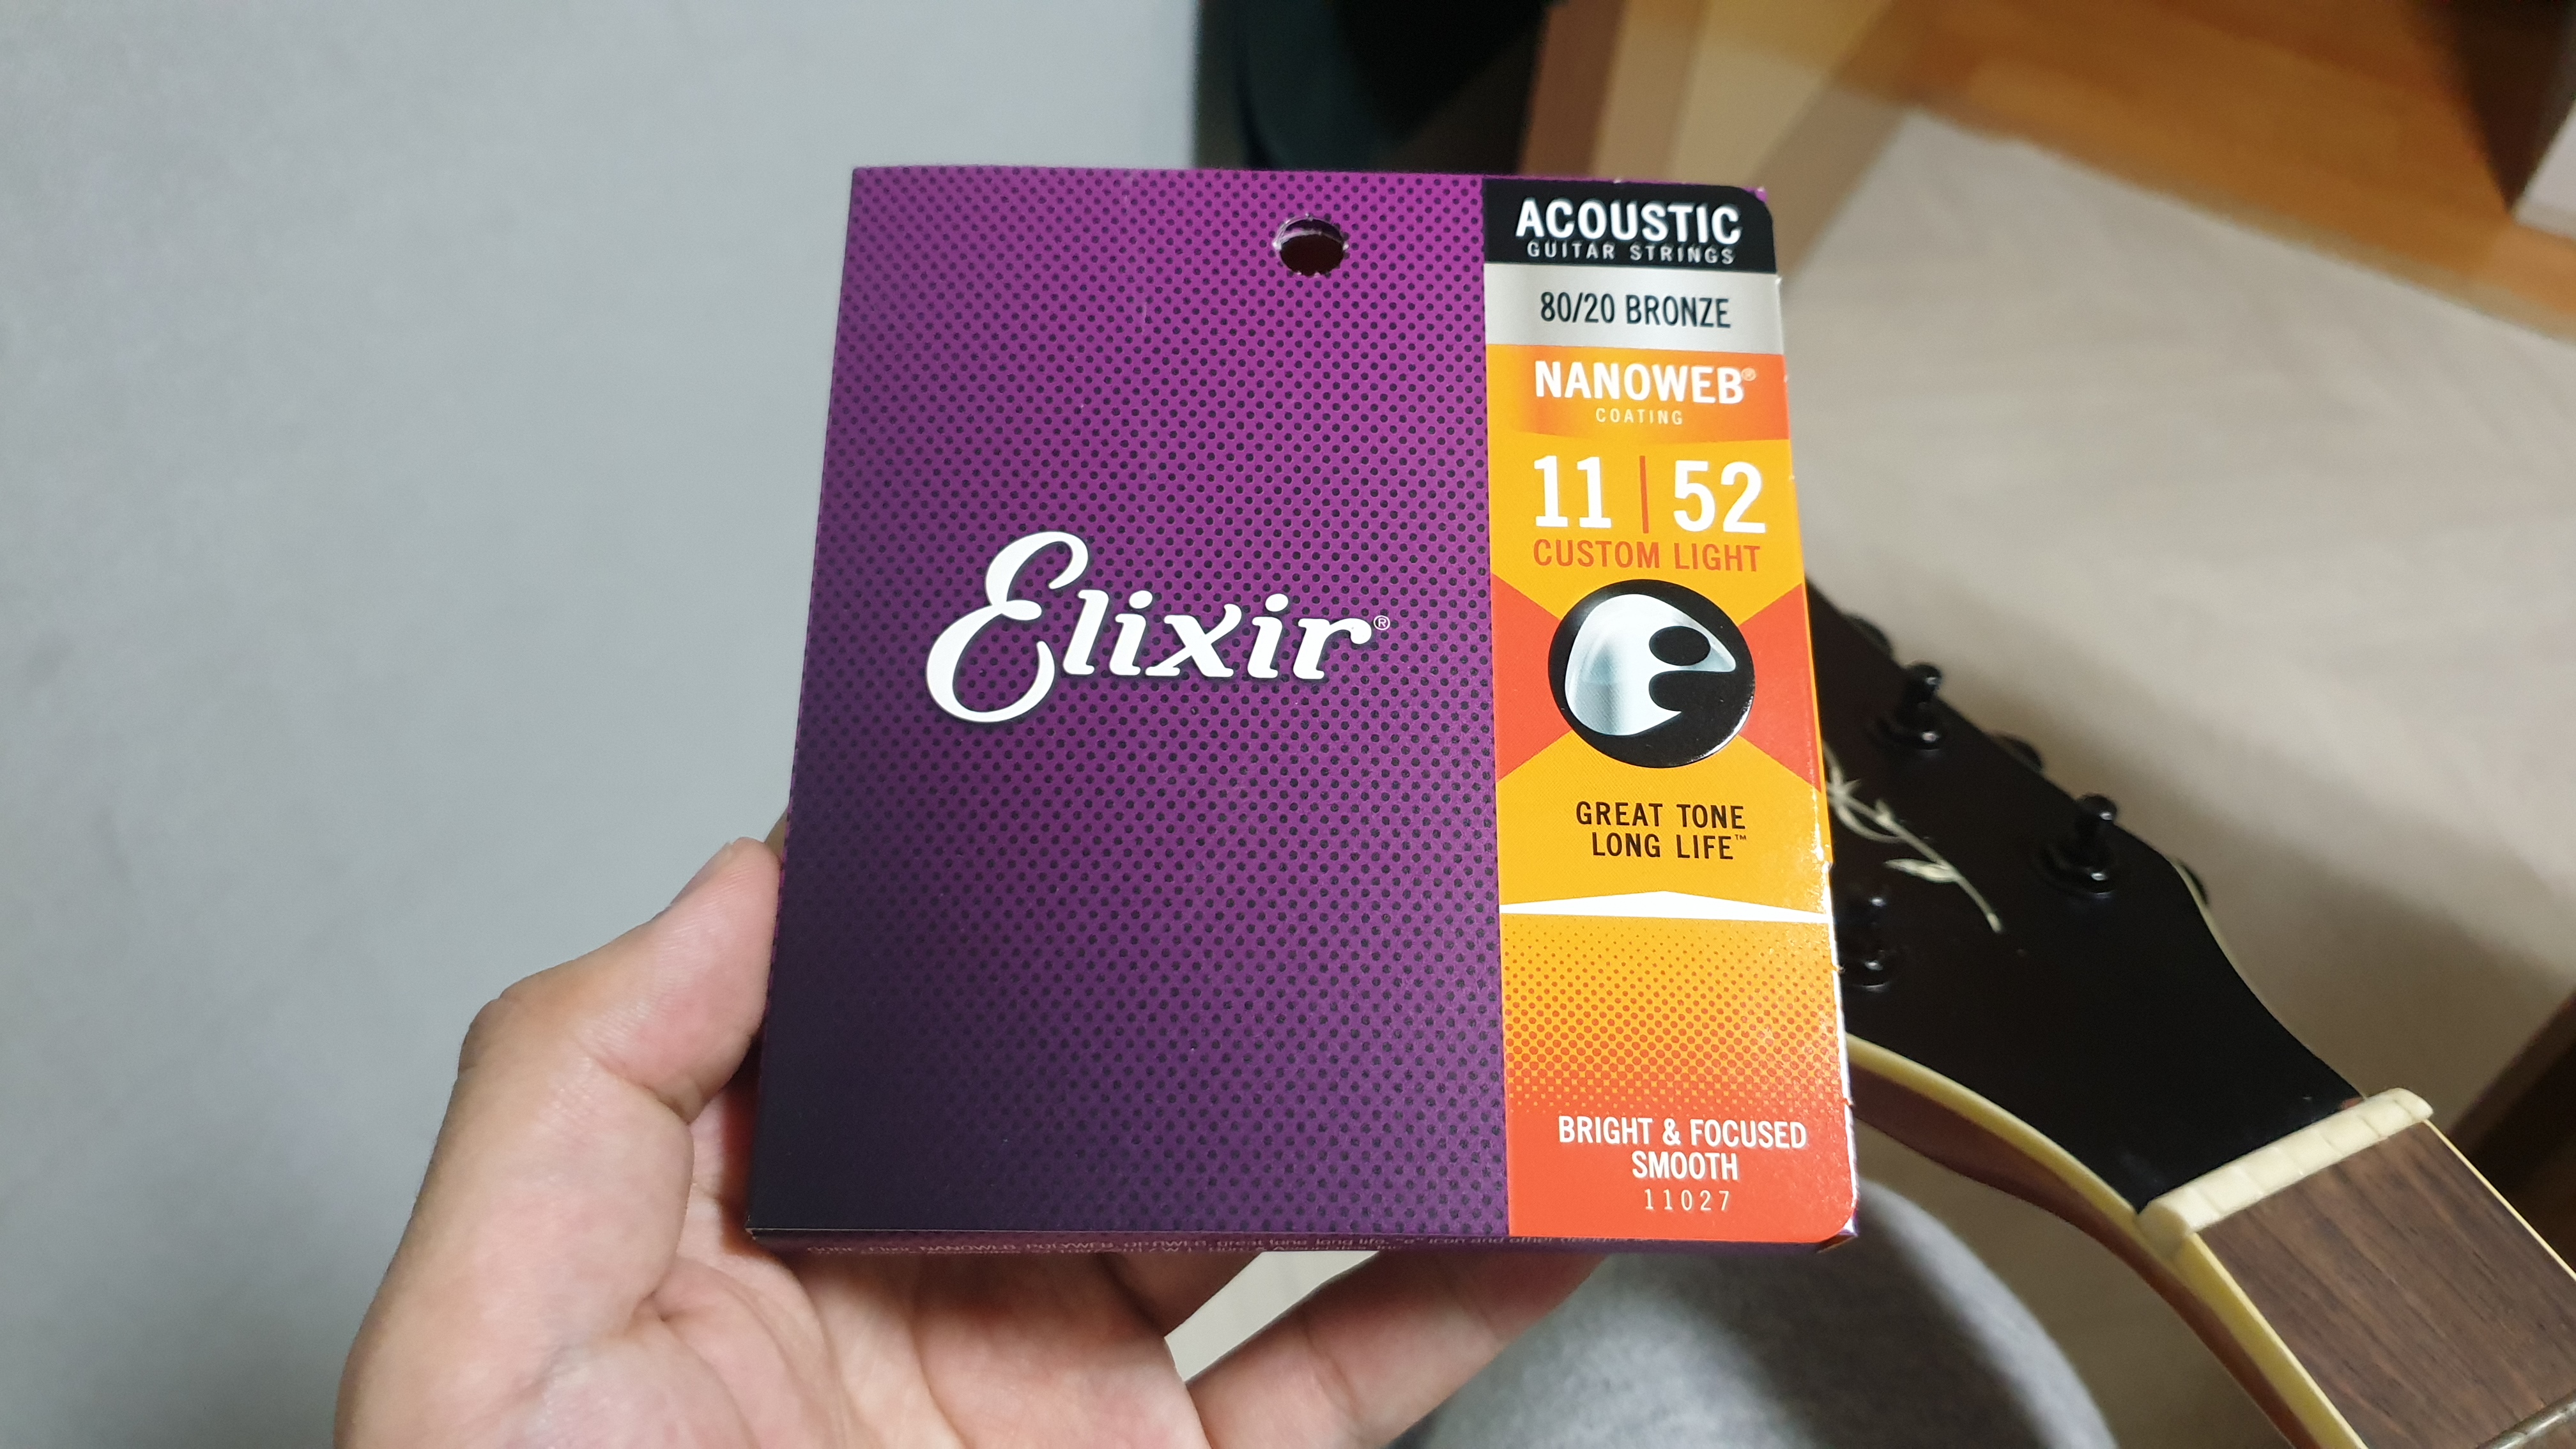 Elixir®
ACOUSTIC
GUITAR STRINGS
80/20 BRONZE
NANOWEB®
COATING
11 | 52
CUSTOM LIGHT
GREAT TONE
LONG LIFE™
BRIGHT & FOCUSED
SMOOTH
11027